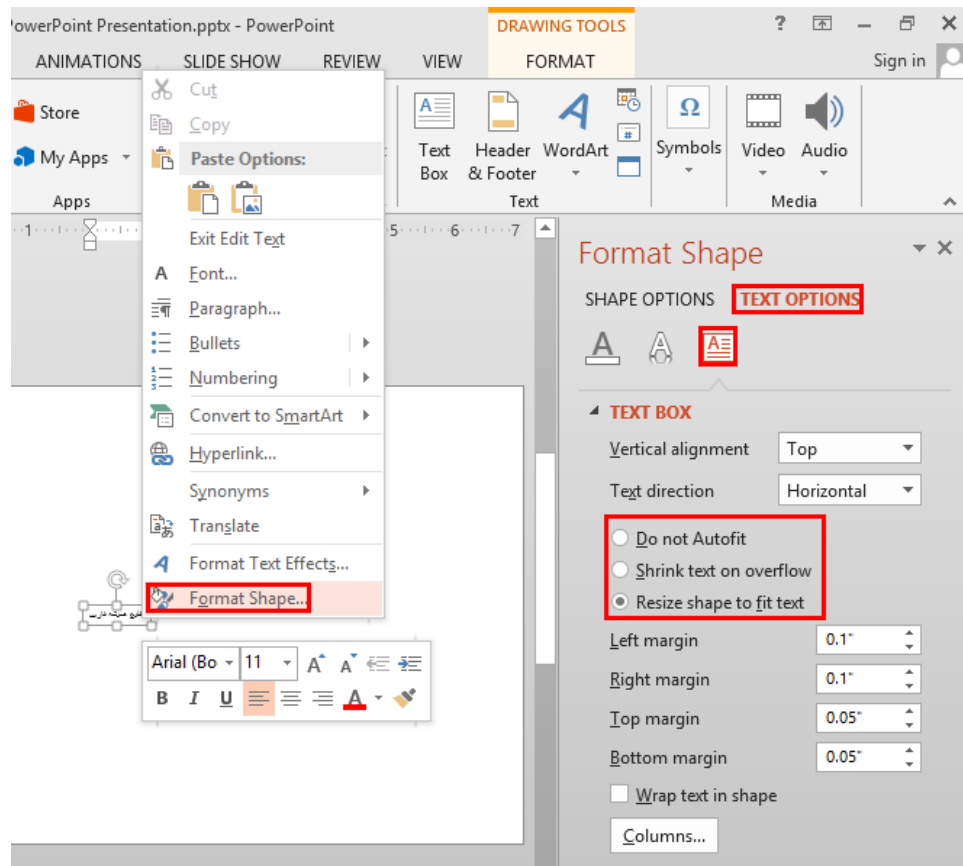 PowerPoint Presentation.pptx - PowerPoint
DRAWING TOOLS
?
ANIMATIONS SLIDE SHOW REVIEW VIEW FORMAT
Sign in
Store
My Apps
Apps
Text Box
Header & Footer
WordArt
#
Text
Ω
Symbols
Video
Audio
Media
1
5 6 7
Cut
Copy
Paste Options:
Exit Edit Text
A Font...
Paragraph...
Bullets
Numbering
Convert to SmartArt
Hyperlink...
Synonyms
Translate
Format Text Effects...
Format Shape...
Arial (Bo 11 A A
B I U A
Format Shape
SHAPE OPTIONS TEXT OPTIONS
A A A
TEXT BOX
Vertical alignment Top
Text direction Horizontal
Do not Autofit
Shrink text on overflow
Resize shape to fit text
Left margin 0.1"
Right margin 0.1"
Top margin 0.05"
Bottom margin 0.05"
Wrap text in shape
Columns...